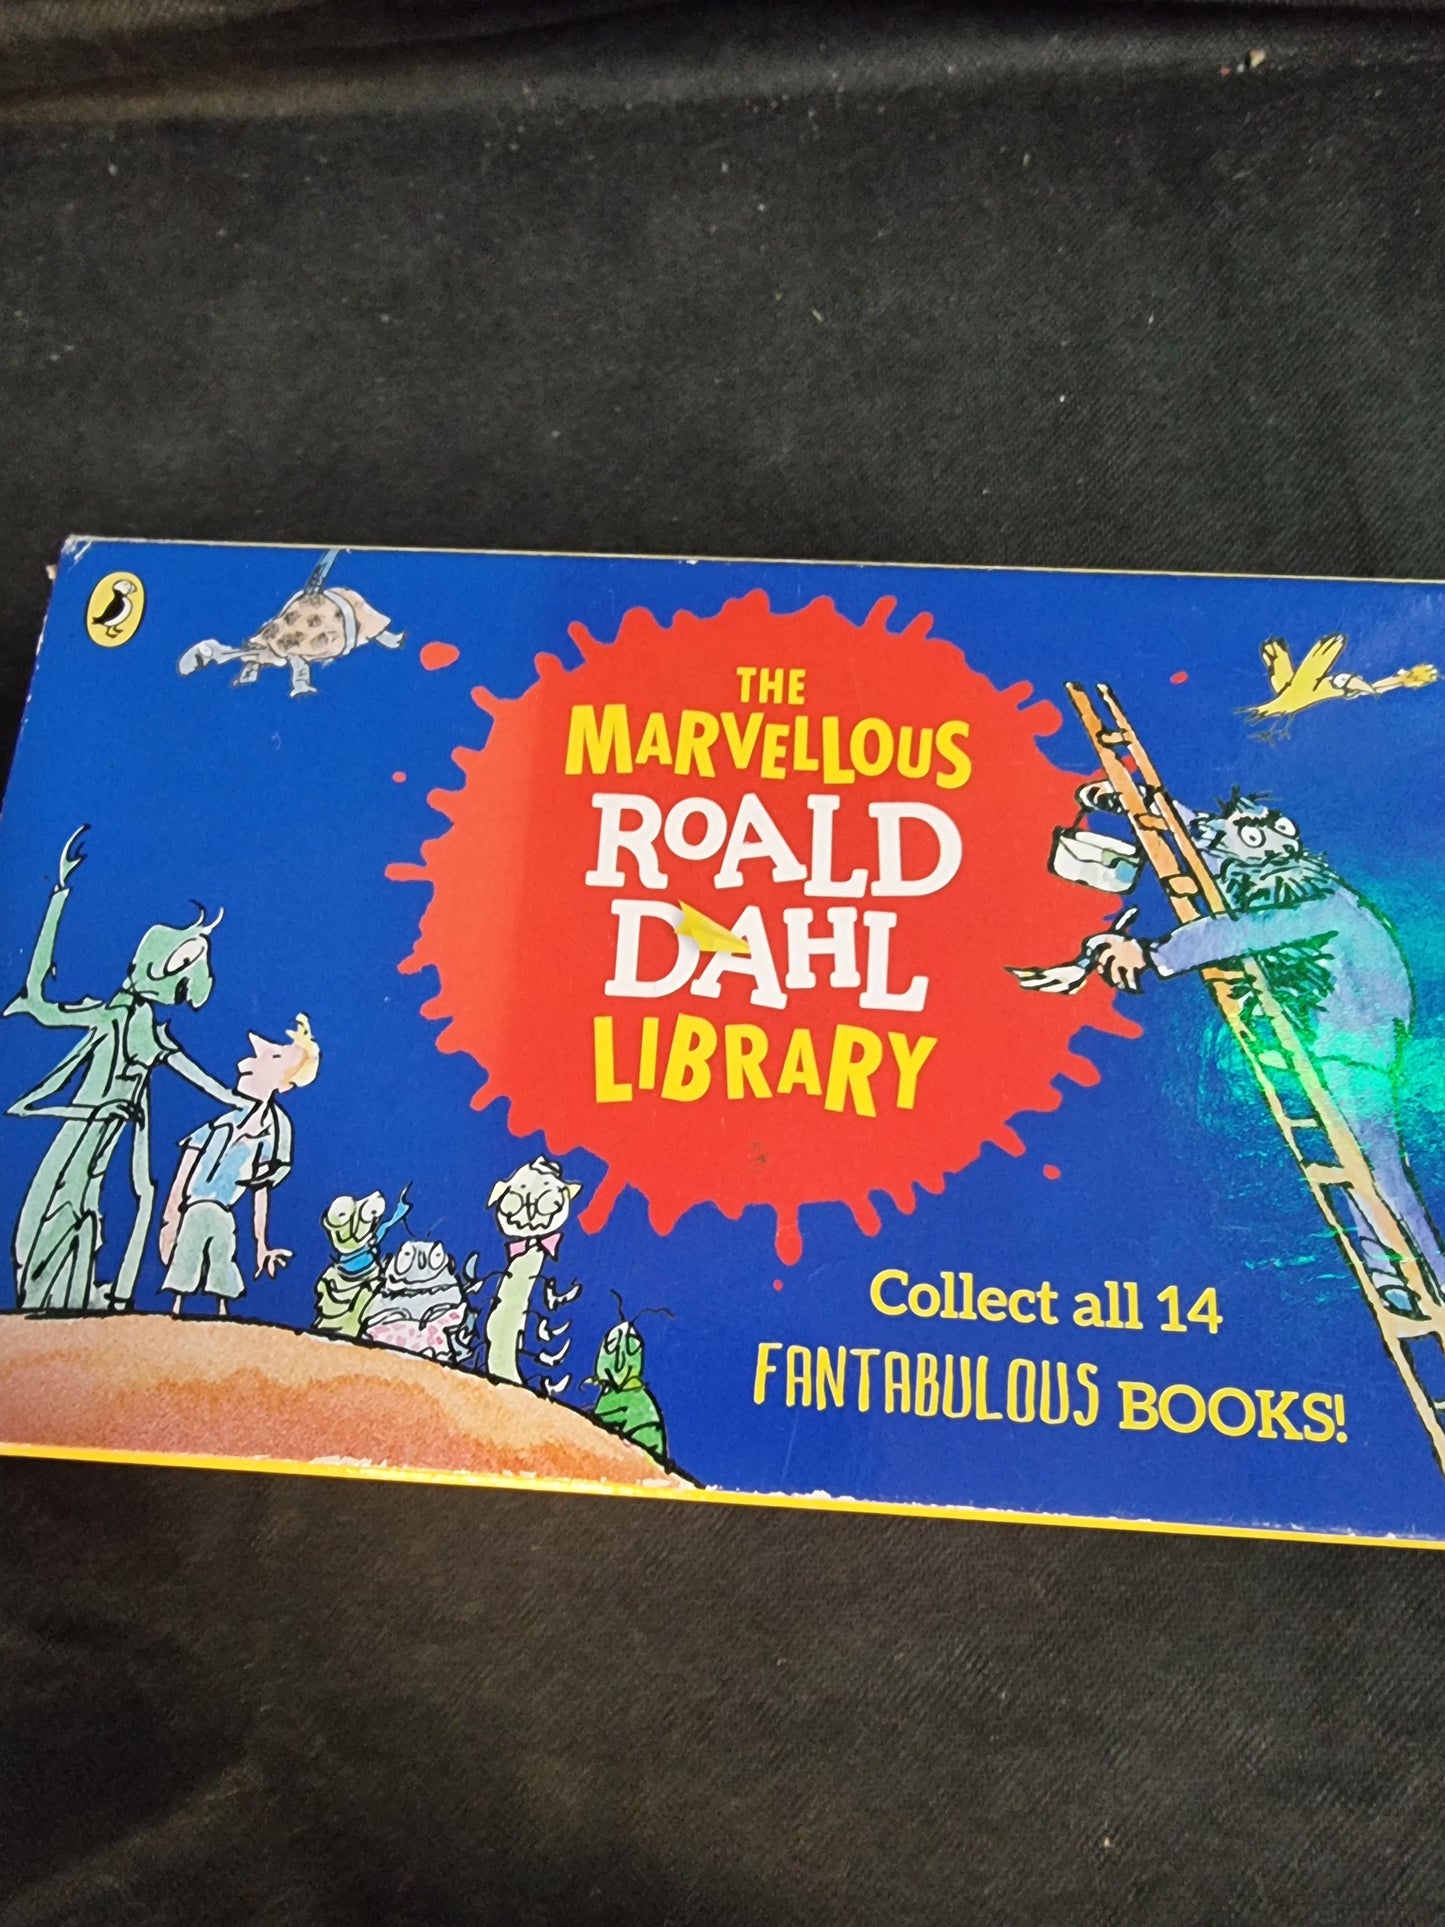 THE
MARVELLOUS
ROALD
DAHL
LIBRARY
Collect all 14
FANTABULOUS BOOKS!